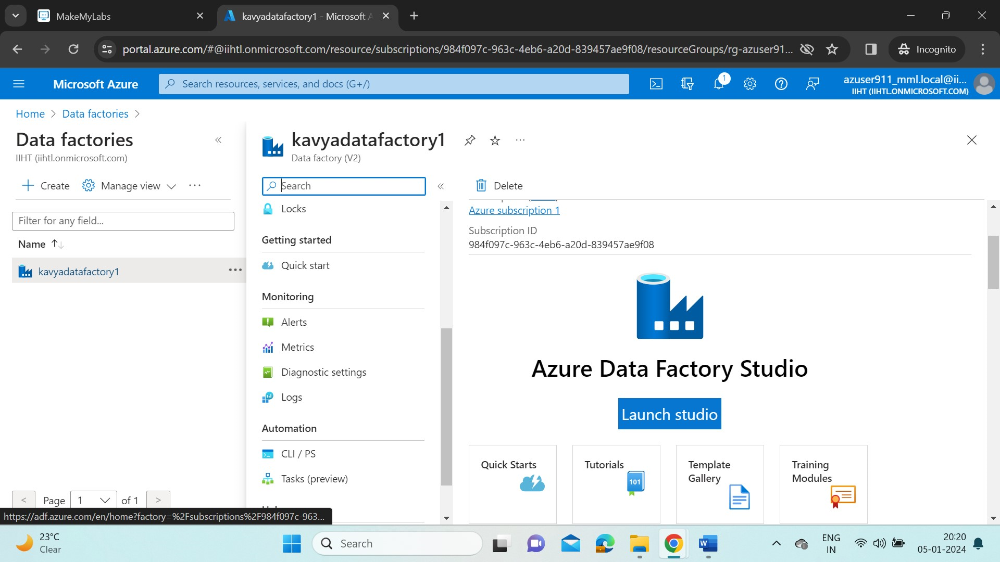 MakeMyLabs
kavyadatafactory1 - Microsoft A
portal.azure.com/#@iihtl.onmicrosoft.com/resource/subscriptions/984f097c-963c-4eb6-a20d-839457ae9f08/resourceGroups/rg-azuser91...
Incognito
Microsoft Azure
Search resources, services, and docs (G+/)
1
azuser911_mml.local@ii...
IIHT (IIHTL.ONMICROSOFT.COM)
Home > Data factories >
Data factories
IIHT (iihtl.onmicrosoft.com)
Create
Manage view
Filter for any field...
Name
kavyadatafactory1
< Page 1 of 1 >
https://adf.azure.com/en/home?factory=%2Fsubscriptions%2F984f097c-963...
kavyadatafactory1
Data factory (V2)
Search
Locks
Getting started
Quick start
Monitoring
Alerts
Metrics
Diagnostic settings
Logs
Automation
CLI / PS
Tasks (preview)
Delete
Azure subscription 1
Subscription ID
984f097c-963c-4eb6-a20d-839457ae9f08
Azure Data Factory Studio
Launch studio
Quick Starts
Tutorials
101
Template
Gallery
Training
Modules
23°C
Clear
Search
W
ENG
IN
20:20
05-01-2024